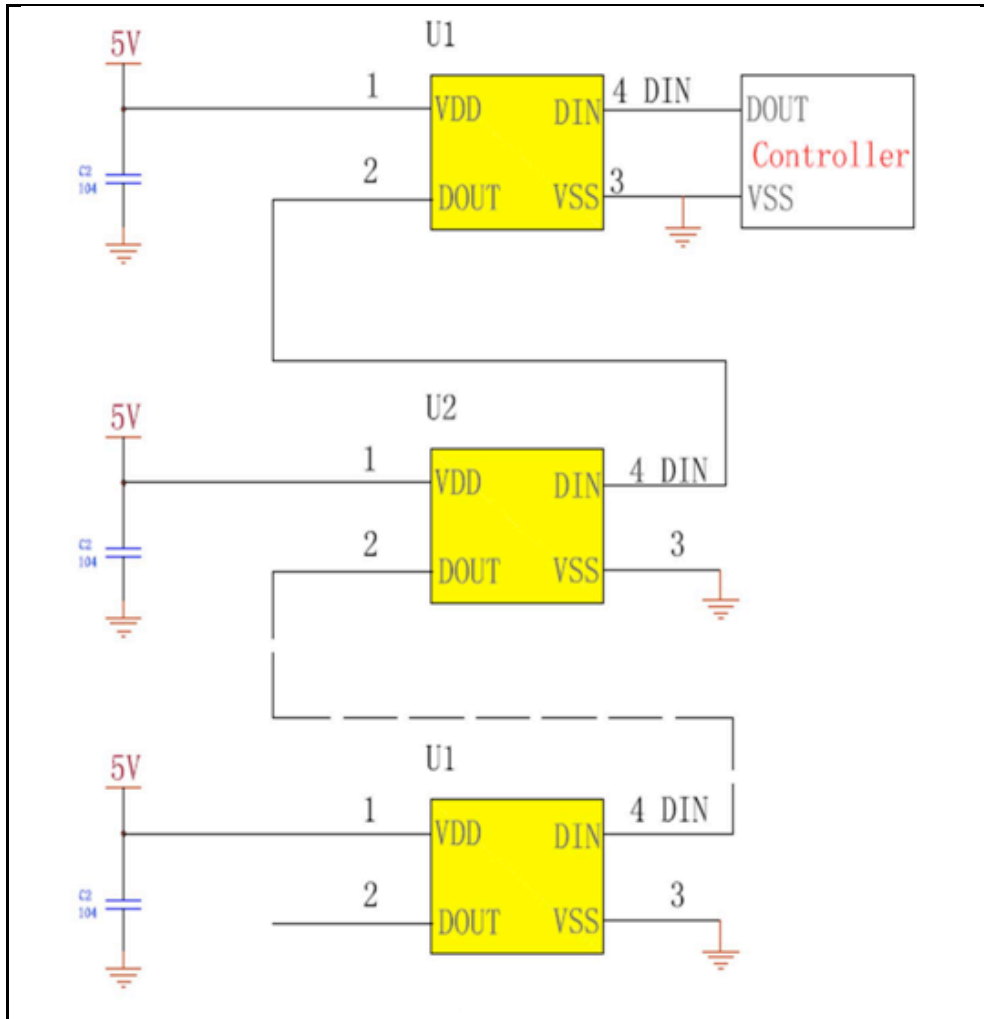 U1
5V
1
4 DIN
VDD
DIN
DOUT
Controller
C2
104
2
3
DOUT
VSS
VSS
U2
5V
1
4 DIN
VDD
DIN
C2
104
2
3
DOUT
VSS
U1
5V
1
4 DIN
VDD
DIN
C2
104
2
3
DOUT
VSS